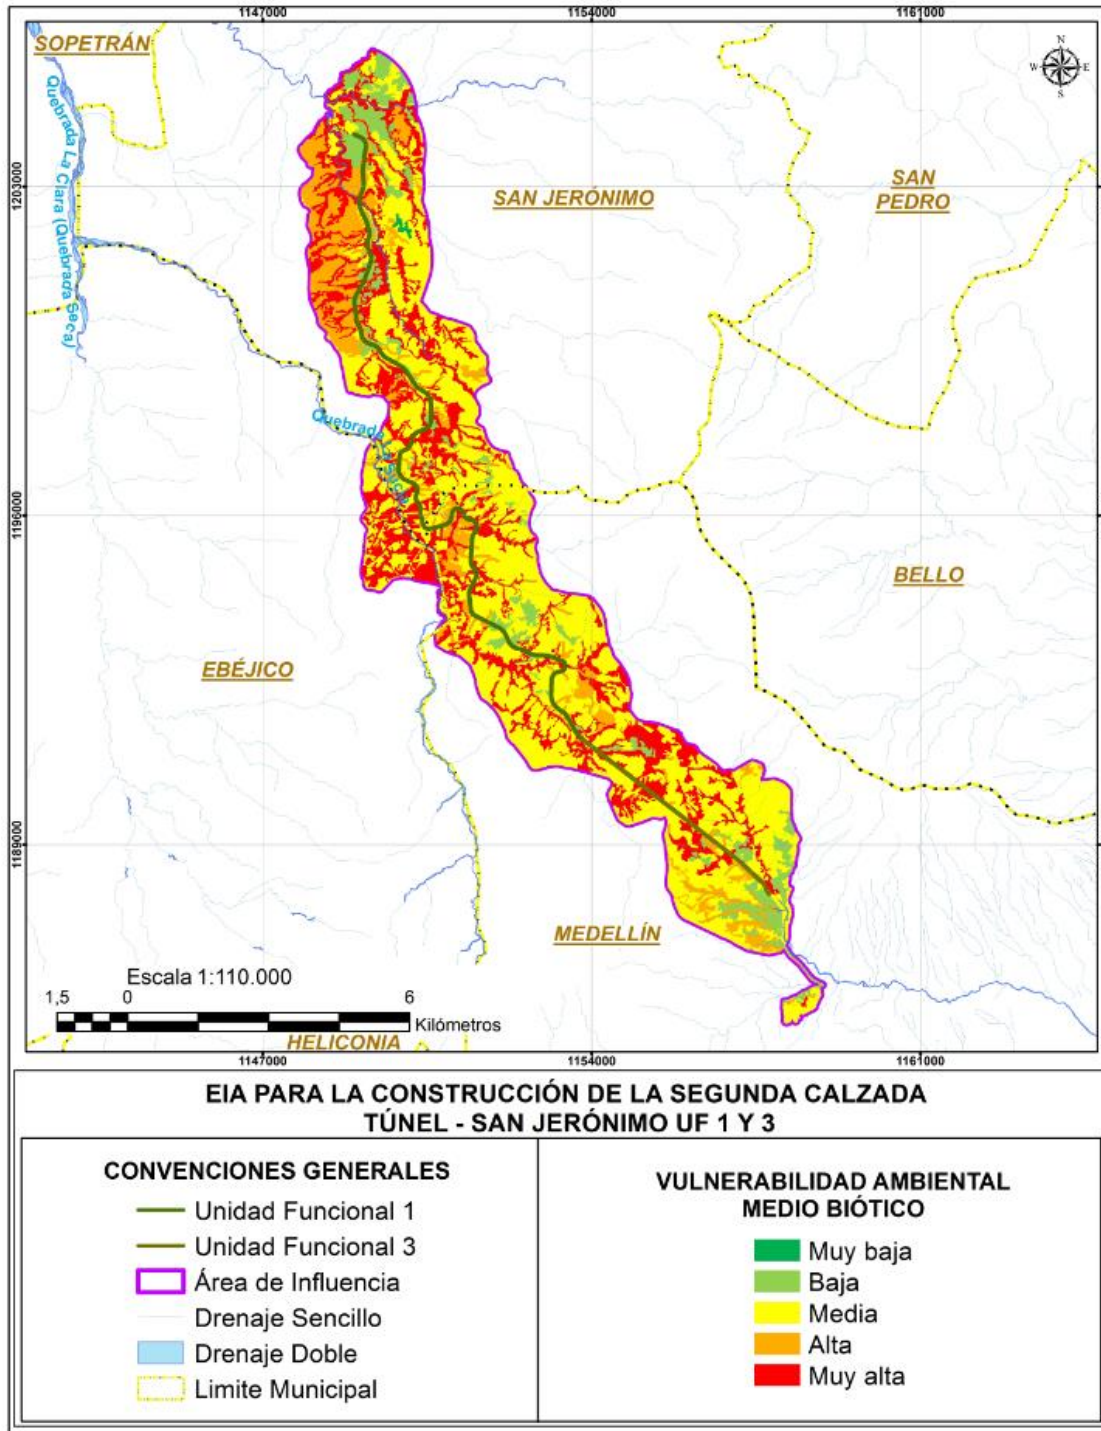 1147000
1154000
1161000
SOPETRÁN
N
W
E
S
Quebrada La Clara (Quebrada Seca)
1203000
SAN JERÓNIMO
SAN
PEDRO
Quebrada
1196000
BELLO
EBÉJICO
1189000
MEDELLÍN
Escala 1:110.000
1,5
0
6
Kilómetros
HELICONIA
1147000
1154000
1161000
EIA PARA LA CONSTRUCCIÓN DE LA SEGUNDA CALZADA
TÚNEL - SAN JERÓNIMO UF 1 Y 3
CONVENCIONES GENERALES
Unidad Funcional 1
Unidad Funcional 3
Área de Influencia
Drenaje Sencillo
Drenaje Doble
Limite Municipal
VULNERABILIDAD AMBIENTAL
MEDIO BIÓTICO
Muy baja
Baja
Media
Alta
Muy alta